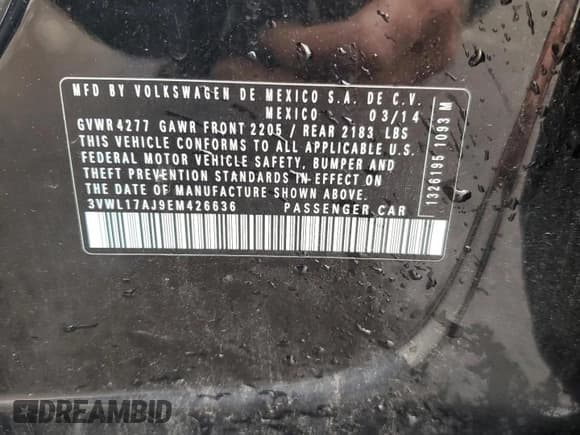 MFD BY VOLKSWAGEN DE MEXICO S.A. DE C.V.
MEXICO 03/14
GVWR 4277 GAWR FRONT 2205 / REAR 2183 LBS
THIS VEHICLE CONFORMS TO ALL APPLICABLE U.S.
FEDERAL MOTOR VEHICLE SAFETY, BUMPER AND
THEFT PREVENTION STANDARDS IN EFFECT ON
THE DATE OF MANUFACTURE SHOWN ABOVE.
3VWL17AJ9EM426636 PASSENGER CAR
1326195 1093 M
DREAMBID